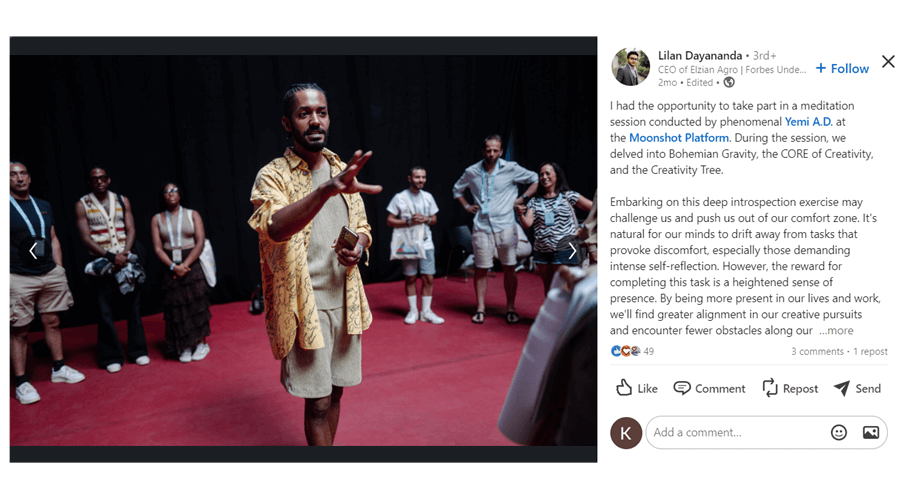 Lilan Dayananda • 3rd+
CEO of Elzian Agro | Forbes Unde...
+ Follow
2mo • Edited •
I had the opportunity to take part in a meditation
session conducted by phenomenal Yemi A.D. at
the Moonshot Platform. During the session, we
delved into Bohemian Gravity, the CORE of Creativity,
and the Creativity Tree.
Embarking on this deep introspection exercise may
challenge us and push us out of our comfort zone. It's
natural for our minds to drift away from tasks that
provoke discomfort, especially those demanding
intense self-reflection. However, the reward for
completing this task is a heightened sense of
presence. By being more present in our lives and work,
we'll find greater alignment in our creative pursuits
and encounter fewer obstacles along our ...more
49
3 comments • 1 repost
Like Comment Repost Send
K
Add a comment...